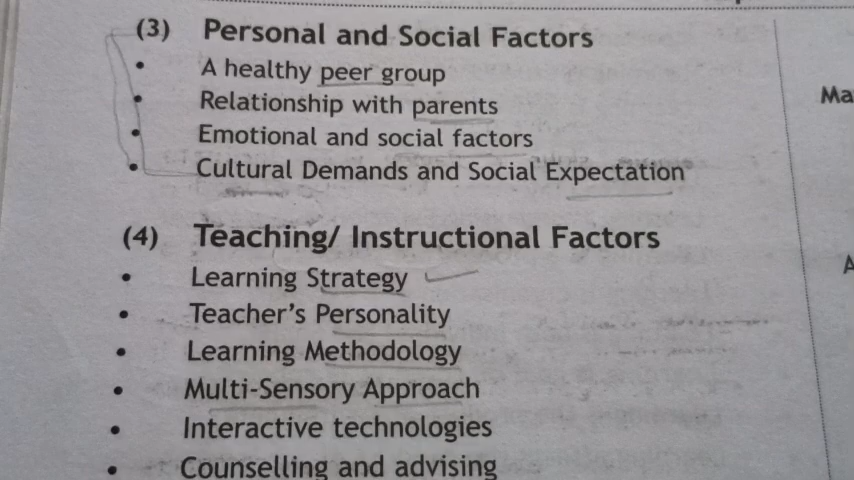 (3) Personal and Social Factors
• A healthy peer group
• Relationship with parents
• Emotional and social factors
• Cultural Demands and Social Expectation
Ma
(4) Teaching/ Instructional Factors
A
• Learning Strategy
• Teacher's Personality
• Learning Methodology
• Multi-Sensory Approach
• Interactive technologies
• Counselling and advising